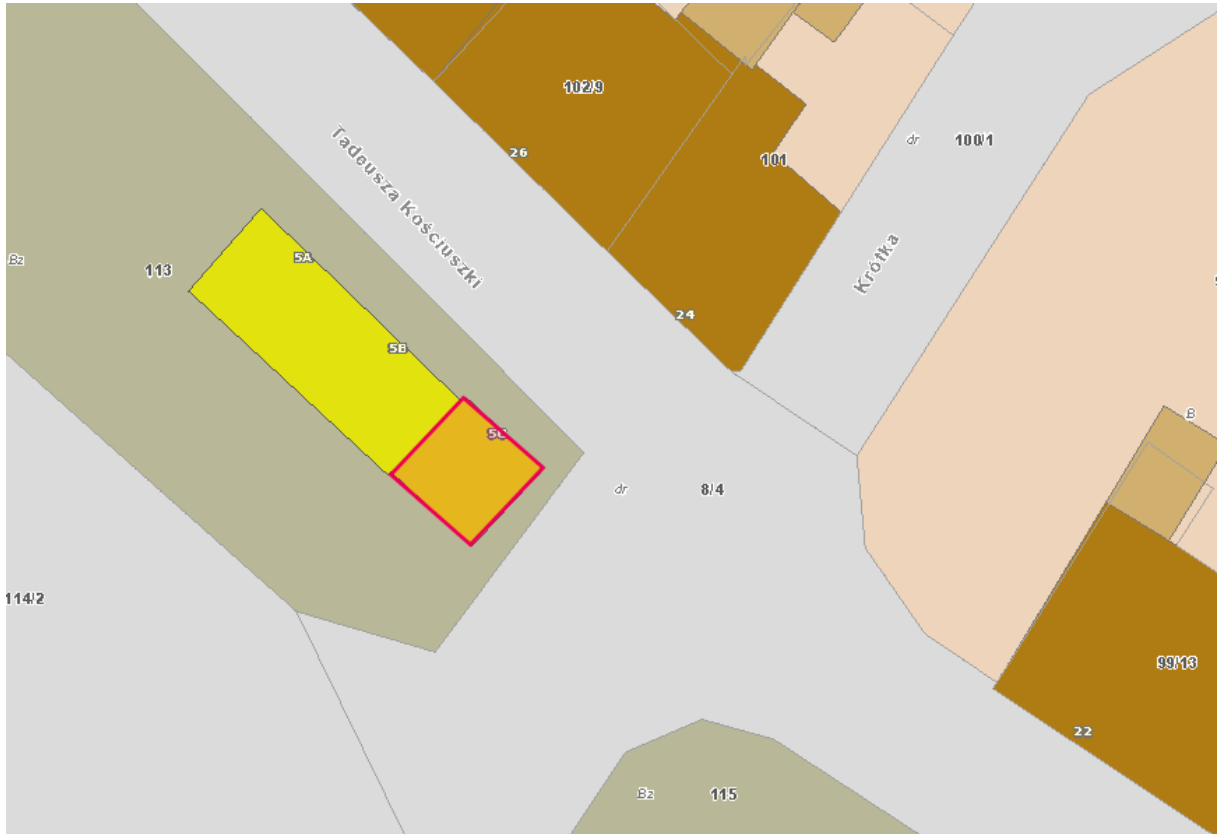 102/9
Tadeusza Kościuszki
26
dr
100/1
101
Krótka
5A
Bz
113
24
5B
B
5C
dr
8/4
114/2
99/13
22
Bz
115